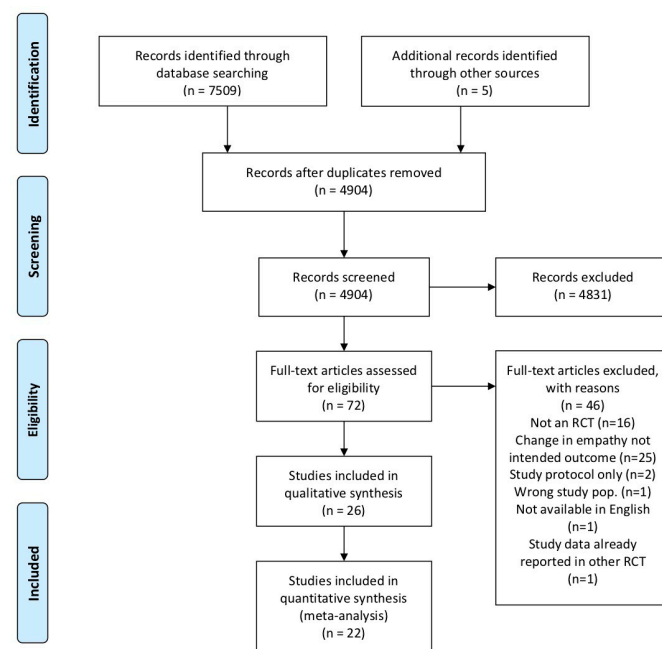 Identification
Records identified through
database searching
(n = 7509)
Additional records identified
through other sources
(n = 5)
Records after duplicates removed
(n = 4904)
Screening
Records screened
(n = 4904)
Records excluded
(n = 4831)
Eligibility
Full-text articles assessed
for eligibility
(n = 72)
Full-text articles excluded,
with reasons
(n = 46)
Not an RCT (n=16)
Change in empathy not
intended outcome (n=25)
Study protocol only (n=2)
Wrong study pop. (n=1)
Not available in English
(n=1)
Study data already
reported in other RCT
(n=1)
Studies included in
qualitative synthesis
(n = 26)
Included
Studies included in
quantitative synthesis
(meta-analysis)
(n = 22)